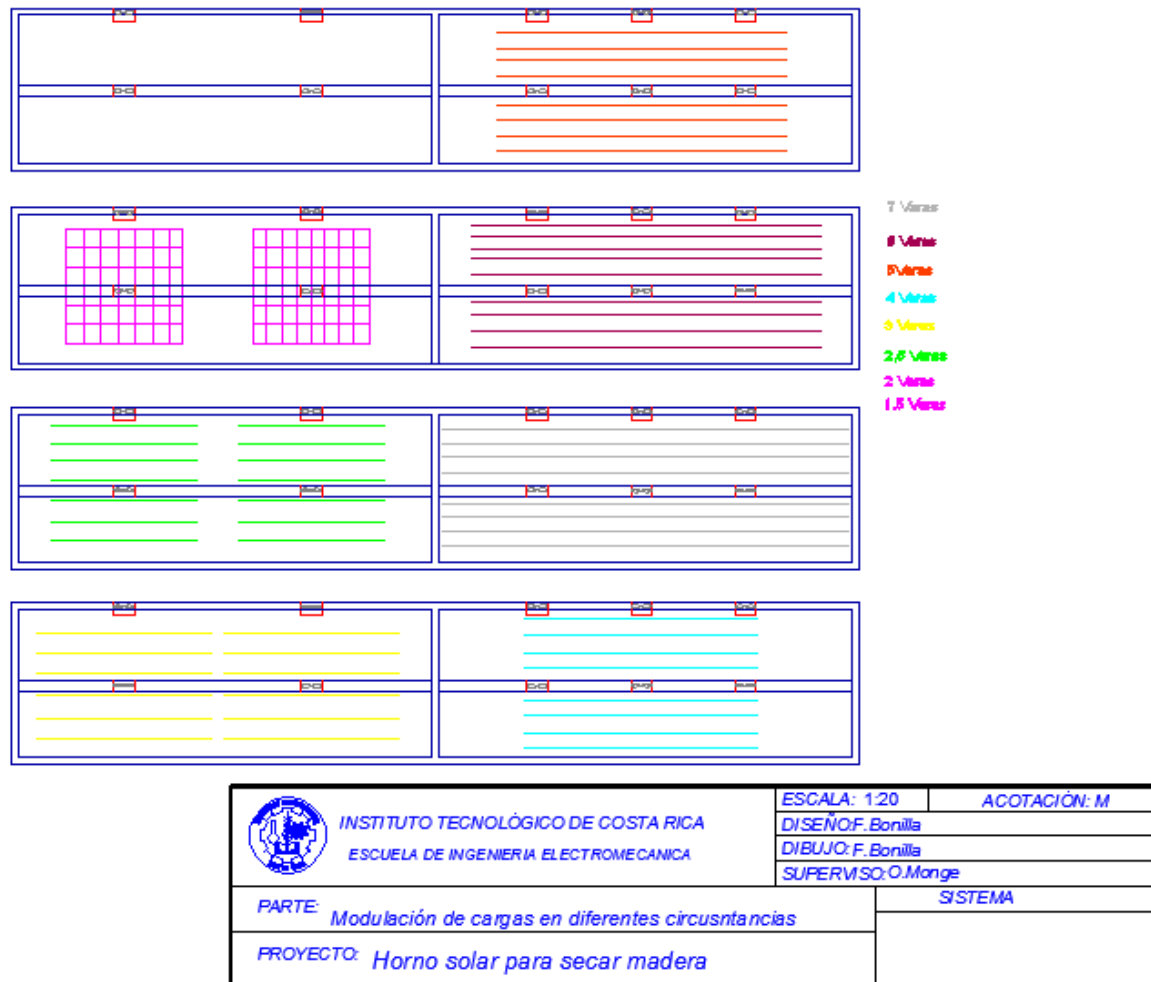 7 Varas
6 Varas
5 Varas
4 Varas
3 Varas
2,5 Varas
2 Varas
1.5 Varas
INSTITUTO TECNOLÓGICO DE COSTA RICA
ESCUELA DE INGENIERIA ELECTROMECANICA
ESCALA: 1:20
ACOTACIÓN: M
DISEÑO: F. Bonilla
DIBUJO: F. Bonilla
SUPERVISO: O.Monge
SISTEMA
PARTE: Modulación de cargas en diferentes circusntancias
PROYECTO: Horno solar para secar madera